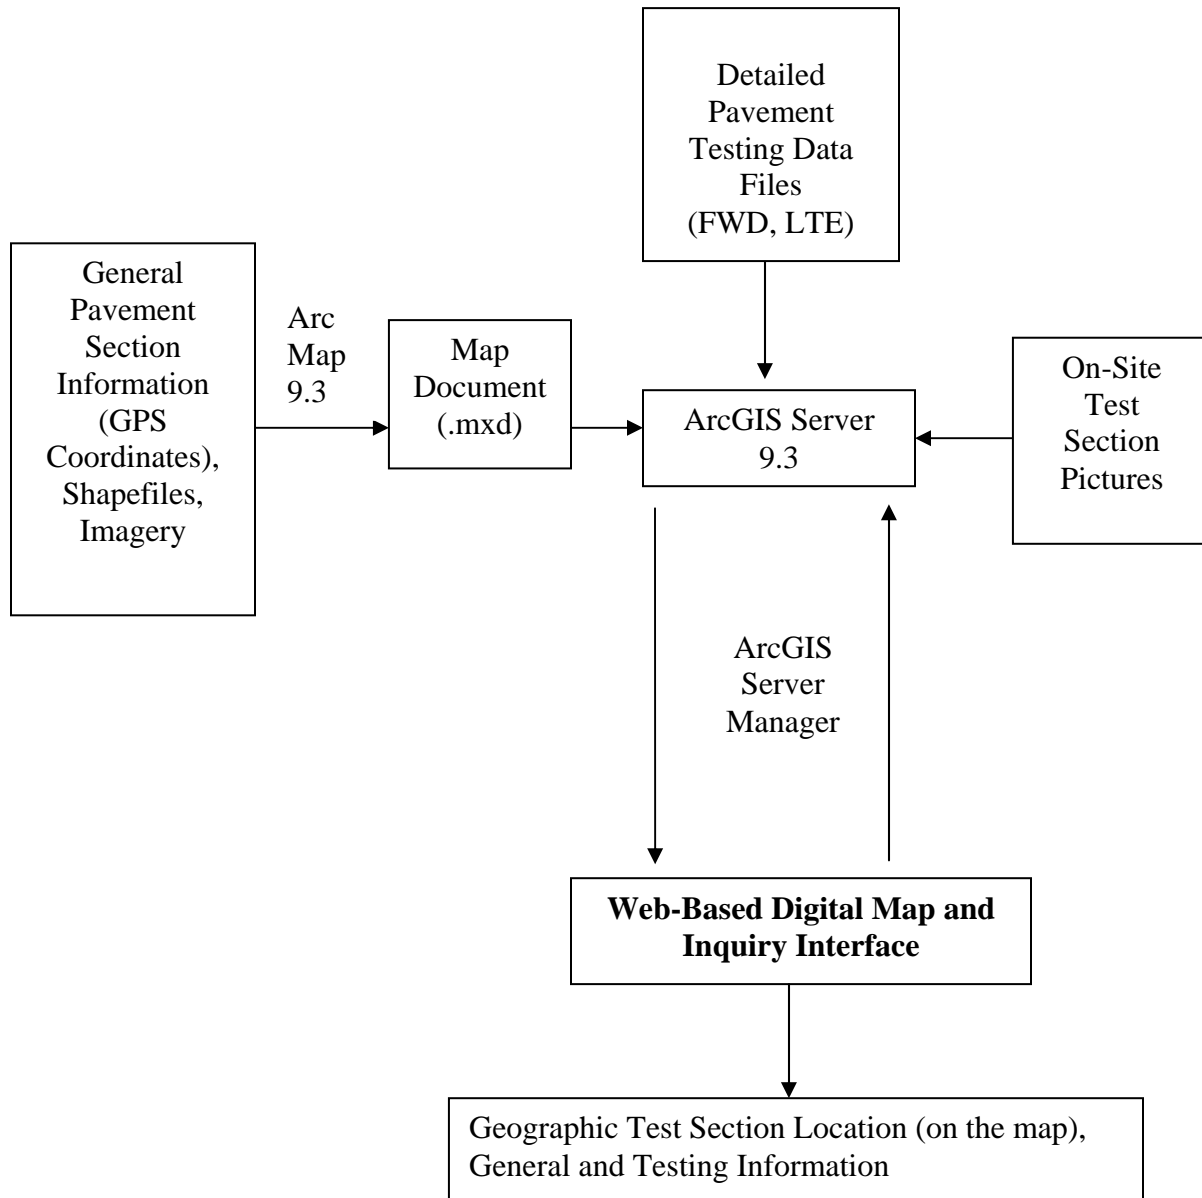 Detailed
Pavement
Testing Data
Files
(FWD, LTE)
General
Pavement
Section
Information
(GPS
Coordinates),
Shapefiles,
Imagery
Arc
Map
9.3
Map
Document
(.mxd)
ArcGIS Server
9.3
On-Site
Test
Section
Pictures
ArcGIS
Server
Manager
Web-Based Digital Map and
Inquiry Interface
Geographic Test Section Location (on the map),
General and Testing Information